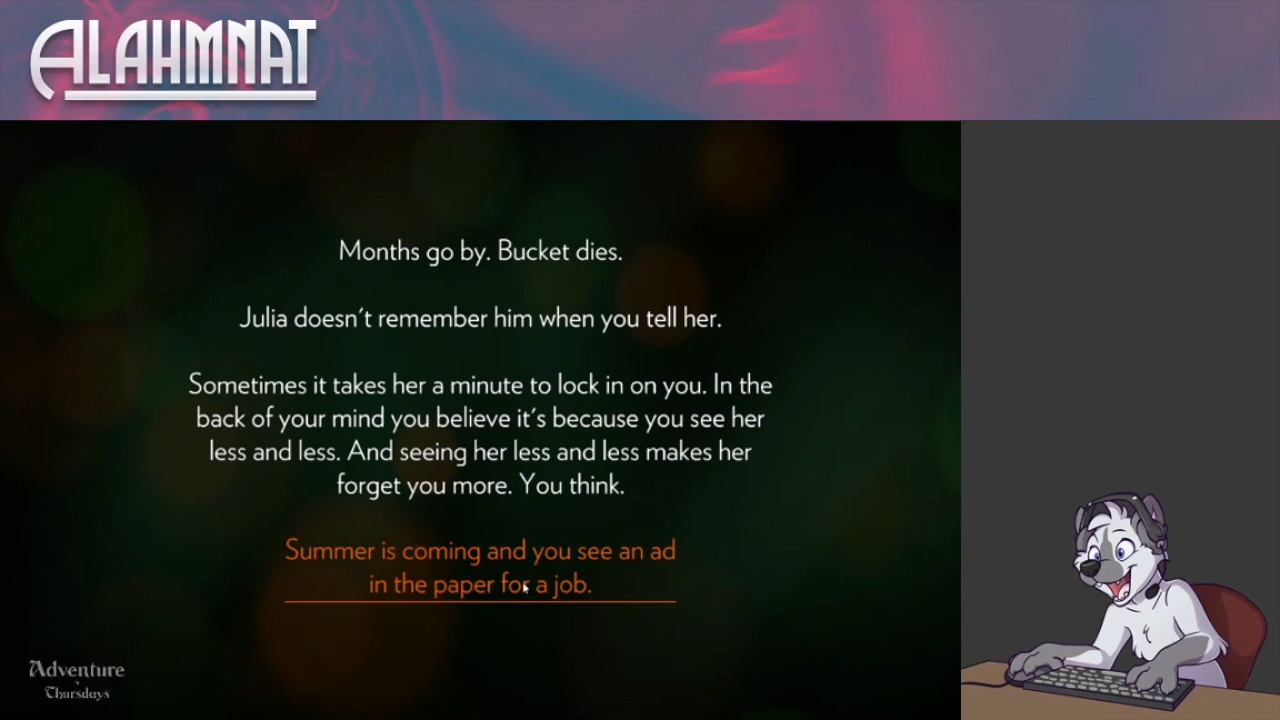 ALAHMNAT
Months go by. Bucket dies.
Julia doesn't remember him when you tell her.
Sometimes it takes her a minute to lock in on you. In the
back of your mind you believe it's because you see her
less and less. And seeing her less and less makes her
forget you more. You think.
Summer is coming and you see an ad
in the paper for a job.
Adventure
Thursdays